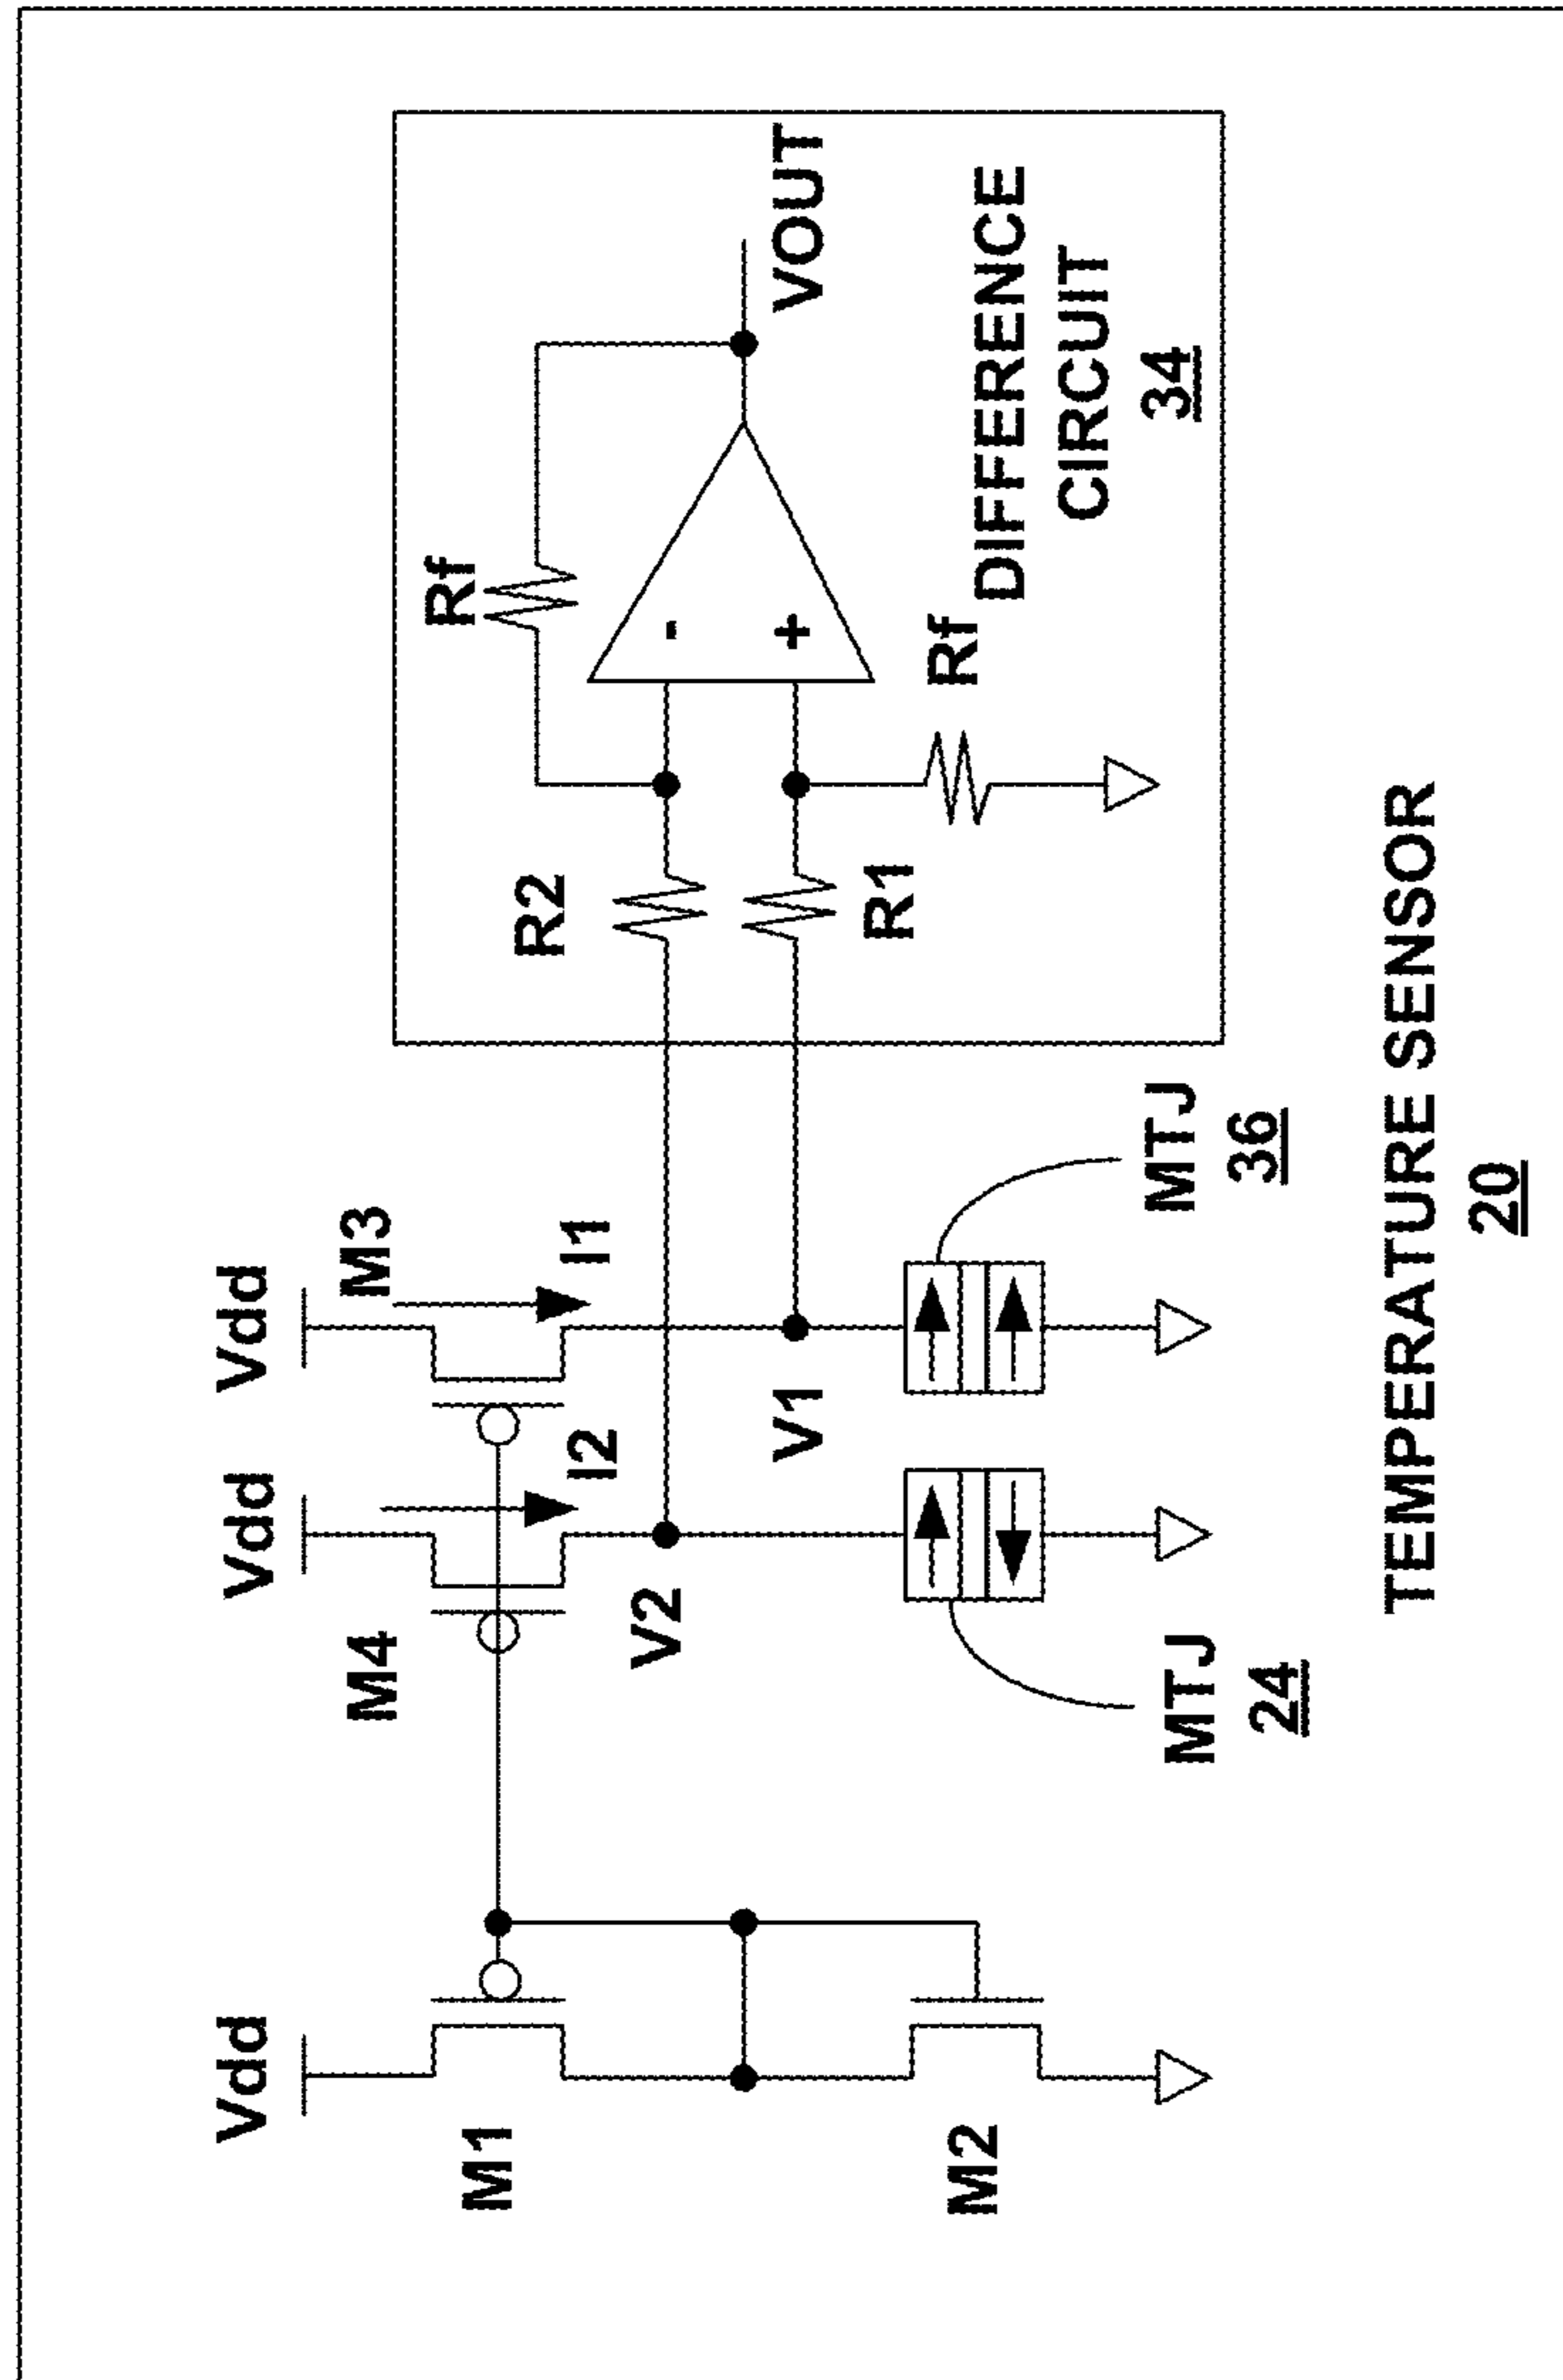 Vdd
Vdd
Vdd
M1
M4
M3
I2
I1
Rf
R2
-
+
VOUT
V2
V1
R1
Rf
M2
MTJ
24
MTJ
36
DIFFERENCE
CIRCUIT
34
TEMPERATURE SENSOR
20